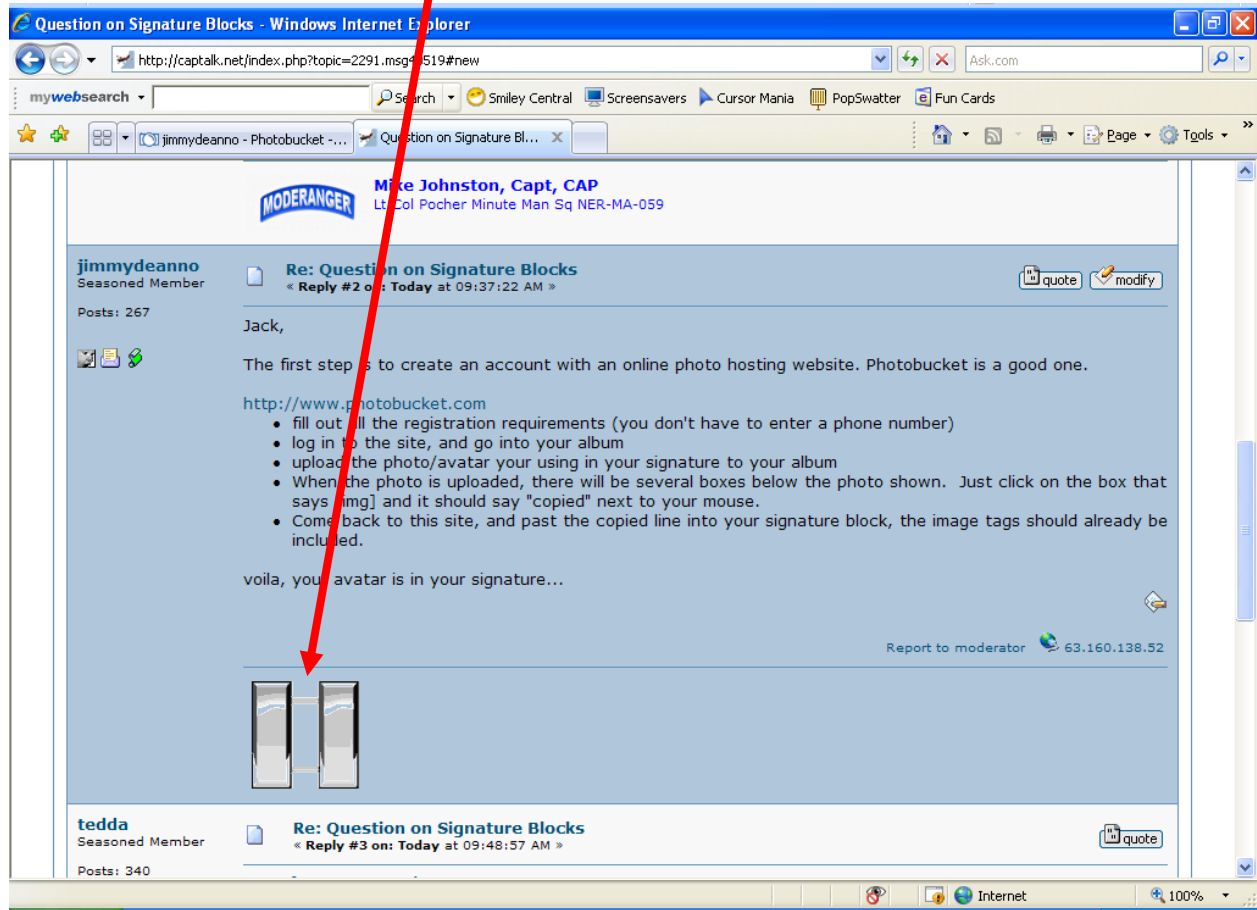 Question on Signature Blocks - Windows Internet Explorer
http://captalk.net/index.php?topic=2291.msg
519#new
Ask.com
mywebsearch
Search
Smiley Central
Screensavers
Cursor Mania
PopSwatter
Fun Cards
jimmydeanno - Photobucket -...
Question on Signature Bl...
Page
Tools
MODERANGER
Mike Johnston, Capt, CAP
Lt Col Pocher Minute Man Sq NER-MA-059
jimmydeanno
Seasoned Member
Posts: 267
Re: Question on Signature Blocks
« Reply #2 on: Today at 09:37:22 AM »
quote
modify
Jack,
The first step is to create an account with an online photo hosting website. Photobucket is a good one.
http://www.photobucket.com
• fill out all the registration requirements (you don't have to enter a phone number)
• log in to the site, and go into your album
• upload the photo/avatar your using in your signature to your album
• When the photo is uploaded, there will be several boxes below the photo shown. Just click on the box that
says [img] and it should say "copied" next to your mouse.
• Come back to this site, and past the copied line into your signature block, the image tags should already be
included.
voila, your avatar is in your signature...
Report to moderator
63.160.138.52
tedda
Seasoned Member
Posts: 340
Re: Question on Signature Blocks
« Reply #3 on: Today at 09:48:57 AM »
quote
Internet
100%